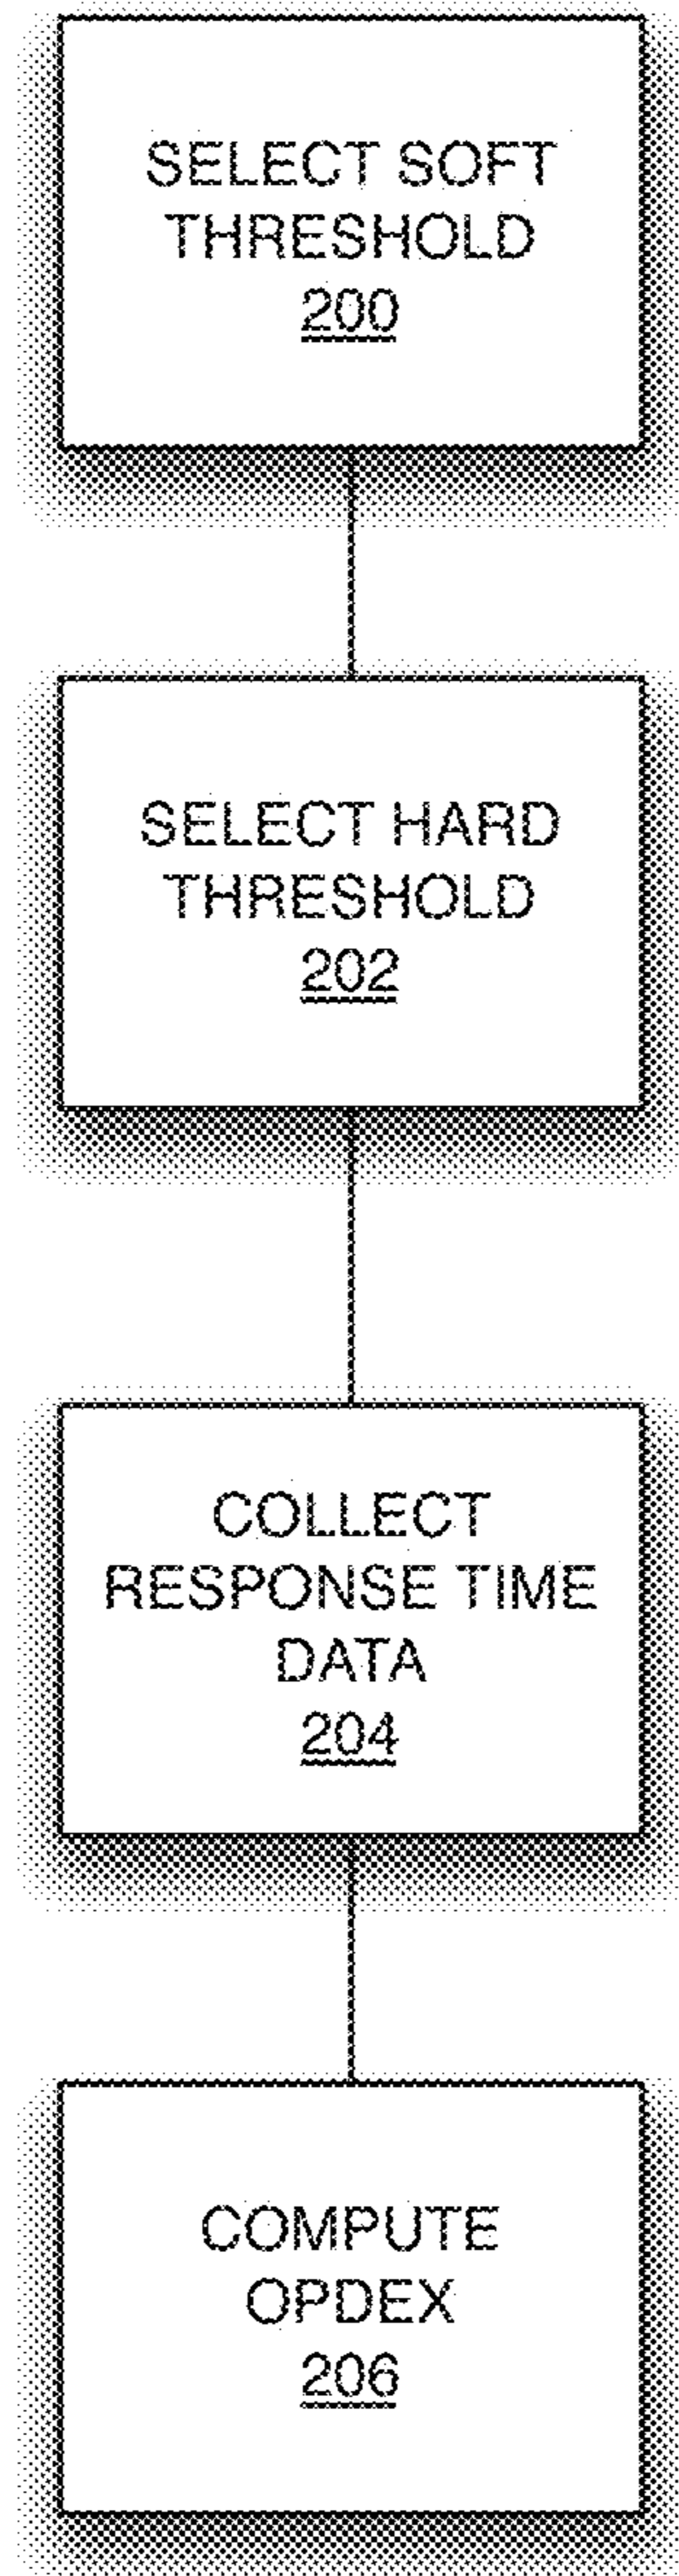 SELECT SOFT
THRESHOLD
200
SELECT HARD
THRESHOLD
202
COLLECT
RESPONSE TIME
DATA
204
COMPUTE
OPDEX
206